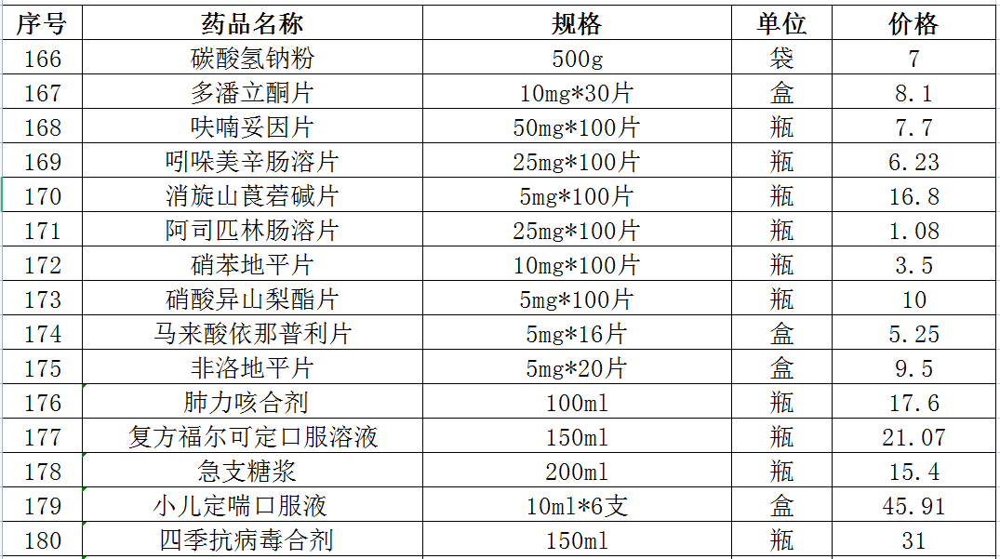 序号 药品名称 规格 单位 价格
166 碳酸氢钠粉 500g 袋 7
167 多潘立酮片 10mg*30片 盒 8.1
168 呋喃妥因片 50mg*100片 瓶 7.7
169 吲哚美辛肠溶片 25mg*100片 瓶 6.23
170 消旋山莨菪碱片 5mg*100片 瓶 16.8
171 阿司匹林肠溶片 25mg*100片 瓶 1.08
172 硝苯地平片 10mg*100片 瓶 3.5
173 硝酸异山梨酯片 5mg*100片 瓶 10
174 马来酸依那普利片 5mg*16片 盒 5.25
175 非洛地平片 5mg*20片 盒 9.5
176 肺力咳合剂 100ml 瓶 17.6
177 复方福尔可定口服溶液 150ml 瓶 21.07
178 急支糖浆 200ml 瓶 15.4
179 小儿定喘口服液 10ml*6支 盒 45.91
180 四季抗病毒合剂 150ml 瓶 31